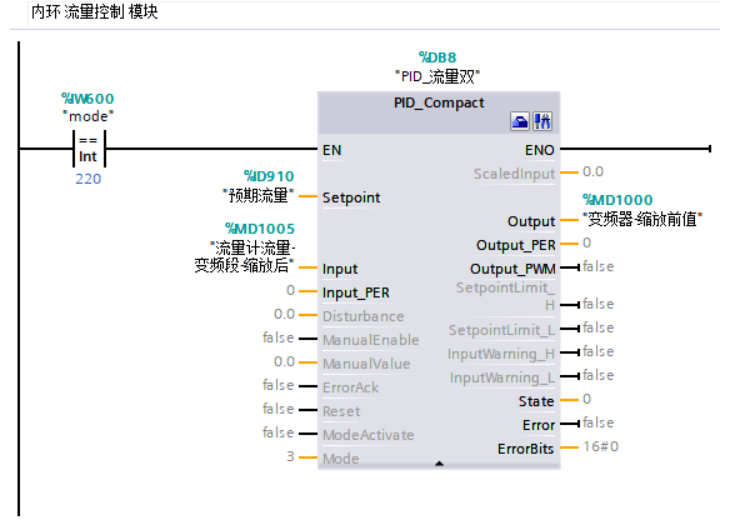 内环 流量控制 模块
%DB8
"PID_流量双"
%IW600
"mode"
==
Int
220
PID_Compact
EN
ENO
ScaledInput
0.0
%ID910
"预期流量"
Setpoint
%MD1000
Output
"变频器-缩放前值"
%MD1005
"流量计流量-
变频段-缩放后"
Input
Output_PER
0
Output_PWM
false
0
Input_PER
SetpointLimit_
H
false
0.0
Disturbance
SetpointLimit_L
false
false
ManualEnable
InputWarning_H
false
0.0
ManualValue
InputWarning_L
false
false
ErrorAck
State
0
false
Reset
Error
false
false
ModeActivate
ErrorBits
16#0
3
Mode